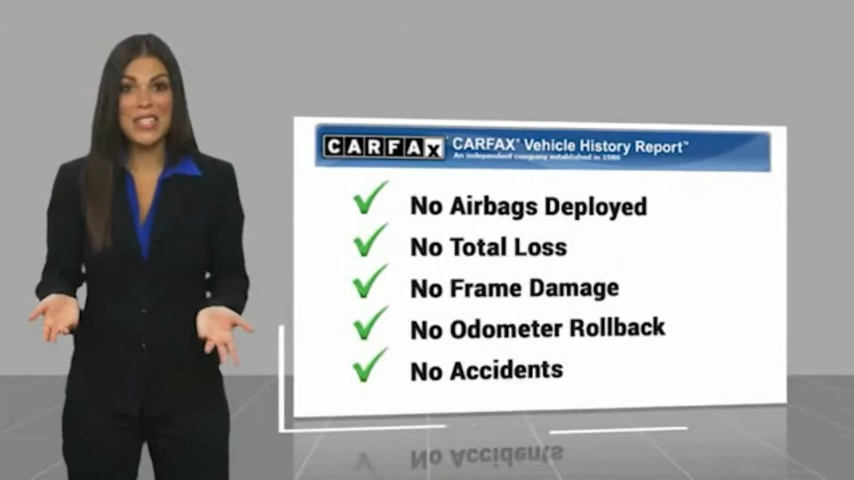 CARFAX CARFAX® Vehicle History Report™
An independent company established in 1986
No Airbags Deployed
No Total Loss
No Frame Damage
No Odometer Rollback
No Accidents
No Accidents